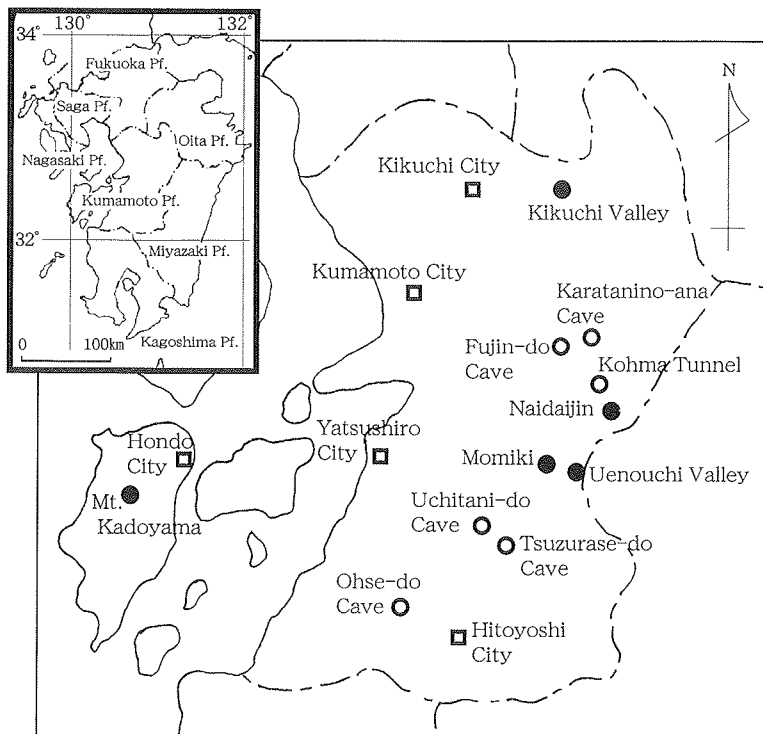 130°
132°
34°
Fukuoka Pf.
Saga Pf.
Oita Pf.
Nagasaki Pf.
Kumamoto Pf.
32°
Miyazaki Pf.
0
100km
Kagoshima Pf.
N
Kikuchi City
Kikuchi Valley
Kumamoto City
Karatanino-ana
Cave
Fujin-do
Cave
Kohma Tunnel
Naidaijin
Hondo
City
Yatsushiro
City
Momiki
Uenouchi Valley
Mt.
Kadoyama
Uchitani-do
Cave
Tsuzurase-do
Cave
Ohse-do
Cave
Hitoyoshi
City